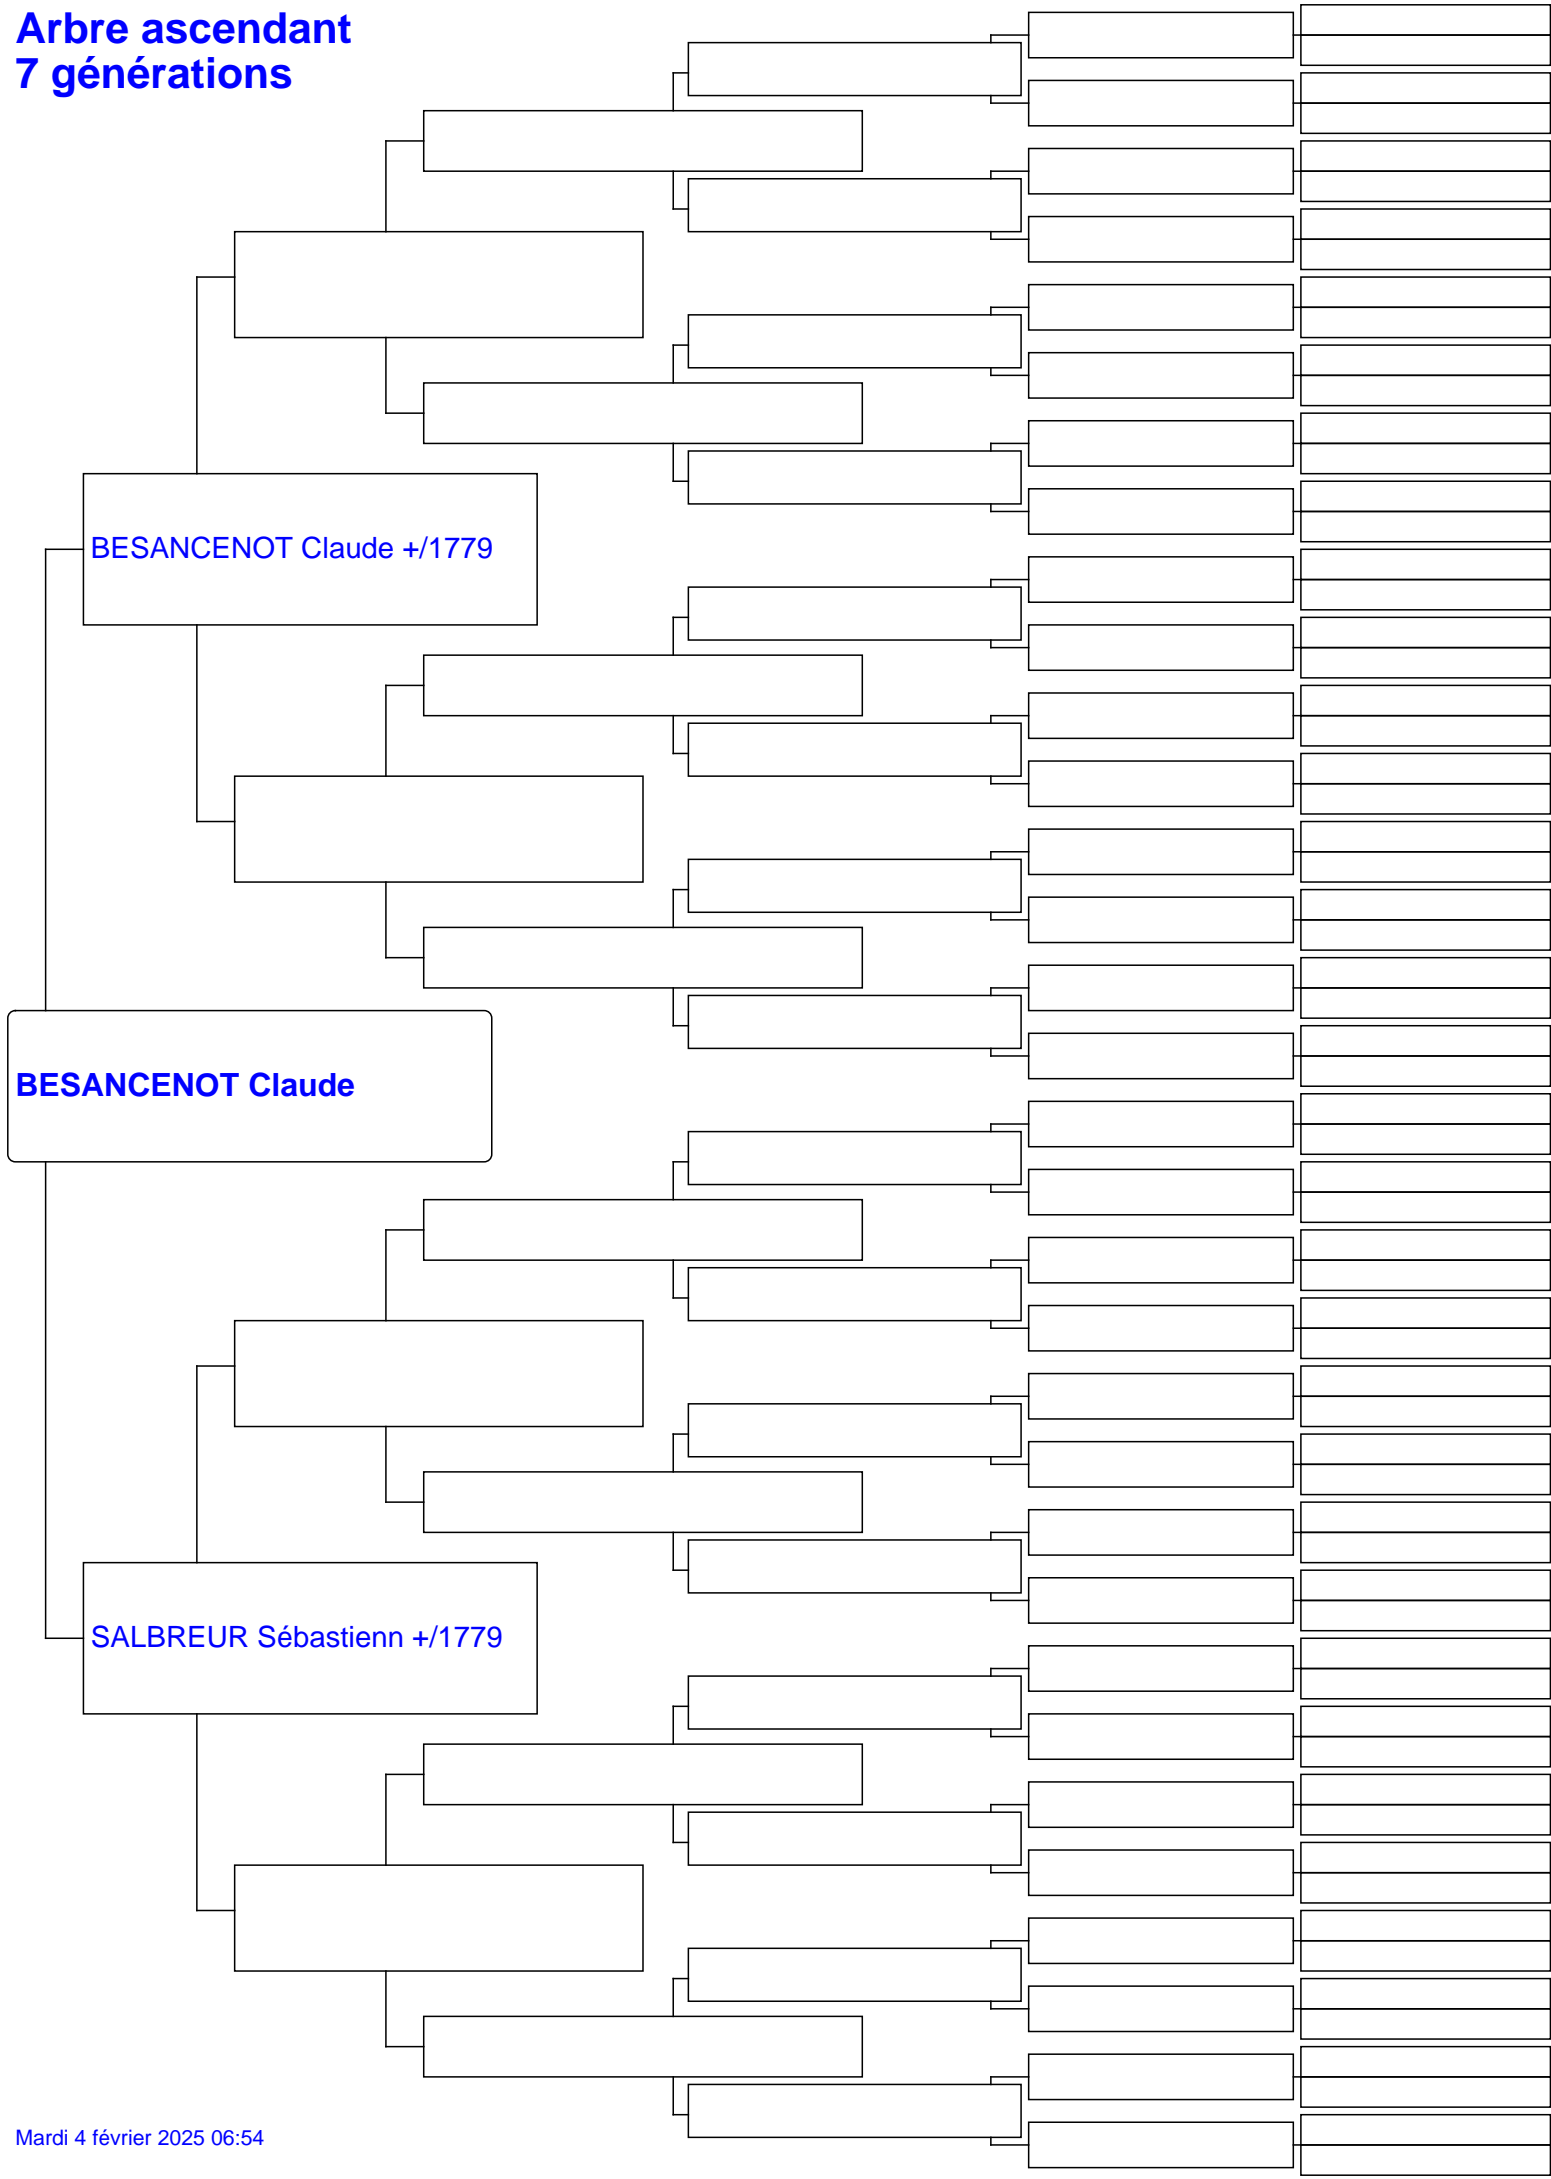 Arbre ascendant
7 générations
BESANCENOT Claude +/1779
BESANCENOT Claude
SALBREUR Sébastienn +/1779
Mardi 4 février 2025 06:54